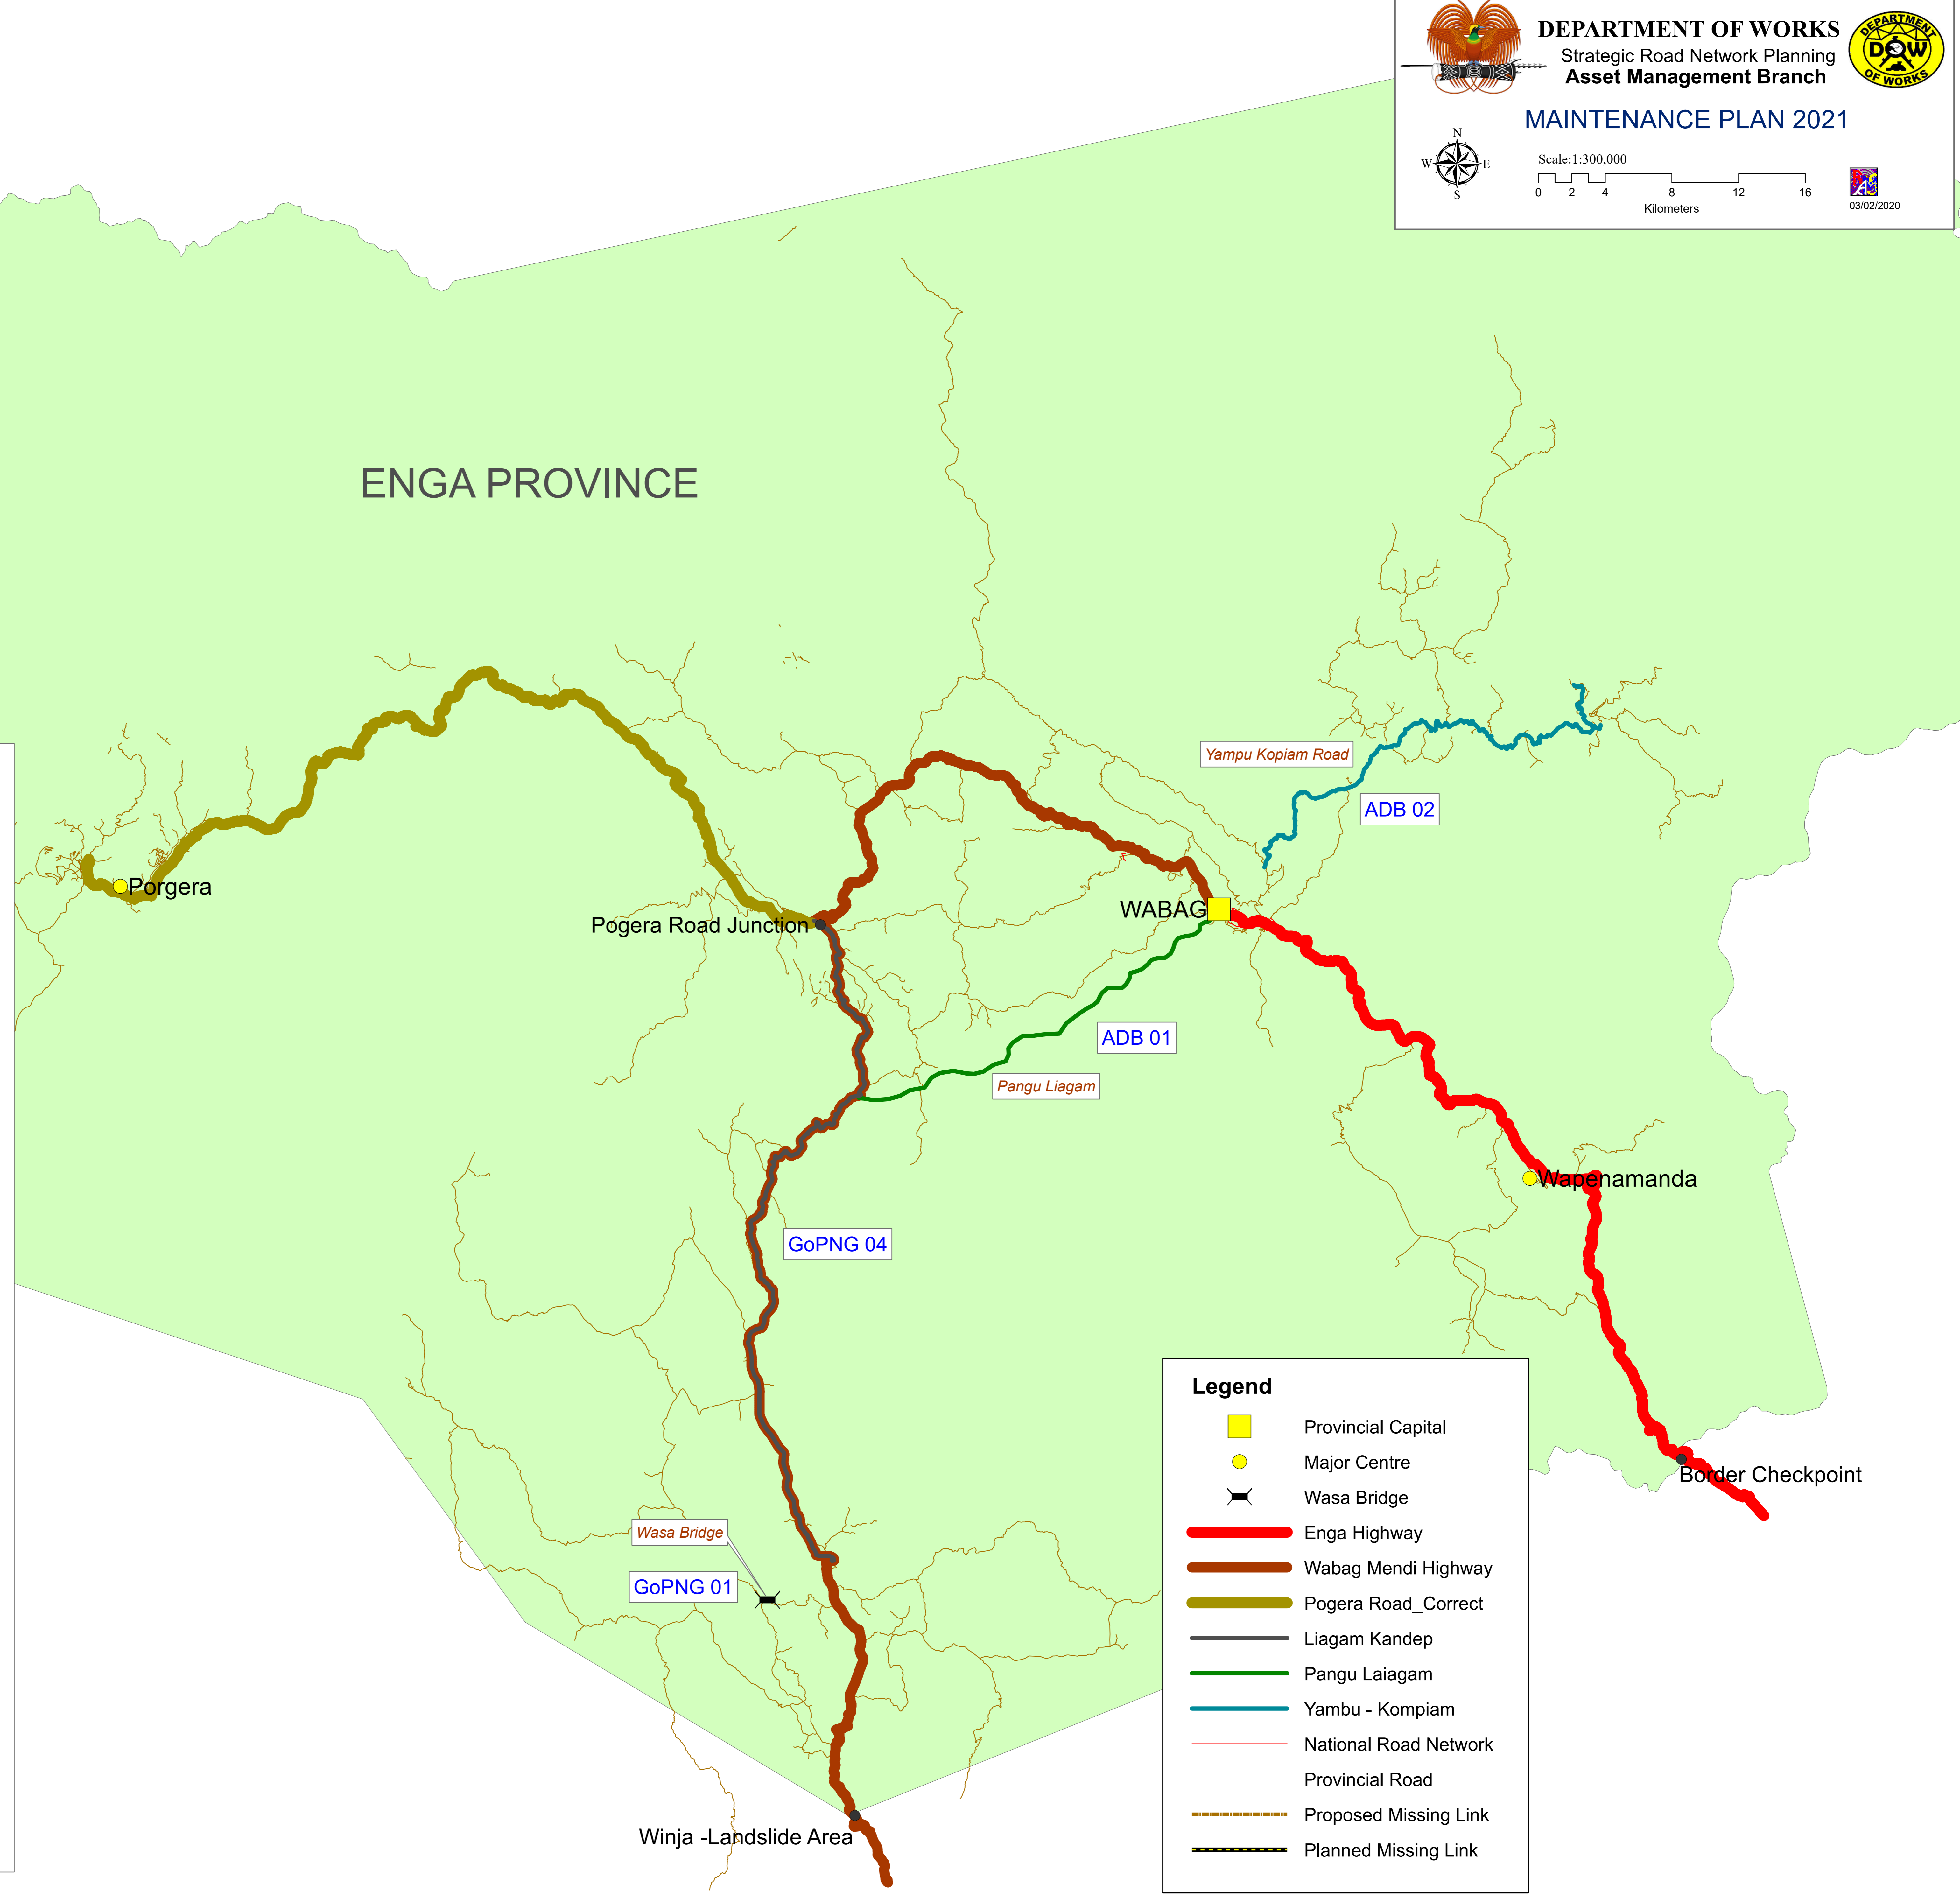 DEPARTMENT OF WORKS
Strategic Road Network Planning
Asset Management Branch
DEPARTMENT
DOW
OF WORKS
MAINTENANCE PLAN 2021
N
W E
S
Scale:1:300,000
0 2 4 8 12 16
Kilometers
03/02/2020
ENGA PROVINCE
Yampu Kopiam Road
ADB 02
Porgera
Pogera Road Junction
WABAG
ADB 01
Pangu Liagam
Wapenamanda
GoPNG 04
Border Checkpoint
Wasa Bridge
GoPNG 01
Winja -Landslide Area
Legend
Provincial Capital
Major Centre
Wasa Bridge
Enga Highway
Wabag Mendi Highway
Pogera Road_Correct
Liagam Kandep
Pangu Laiagam
Yambu - Kompiam
National Road Network
Provincial Road
Proposed Missing Link
Planned Missing Link